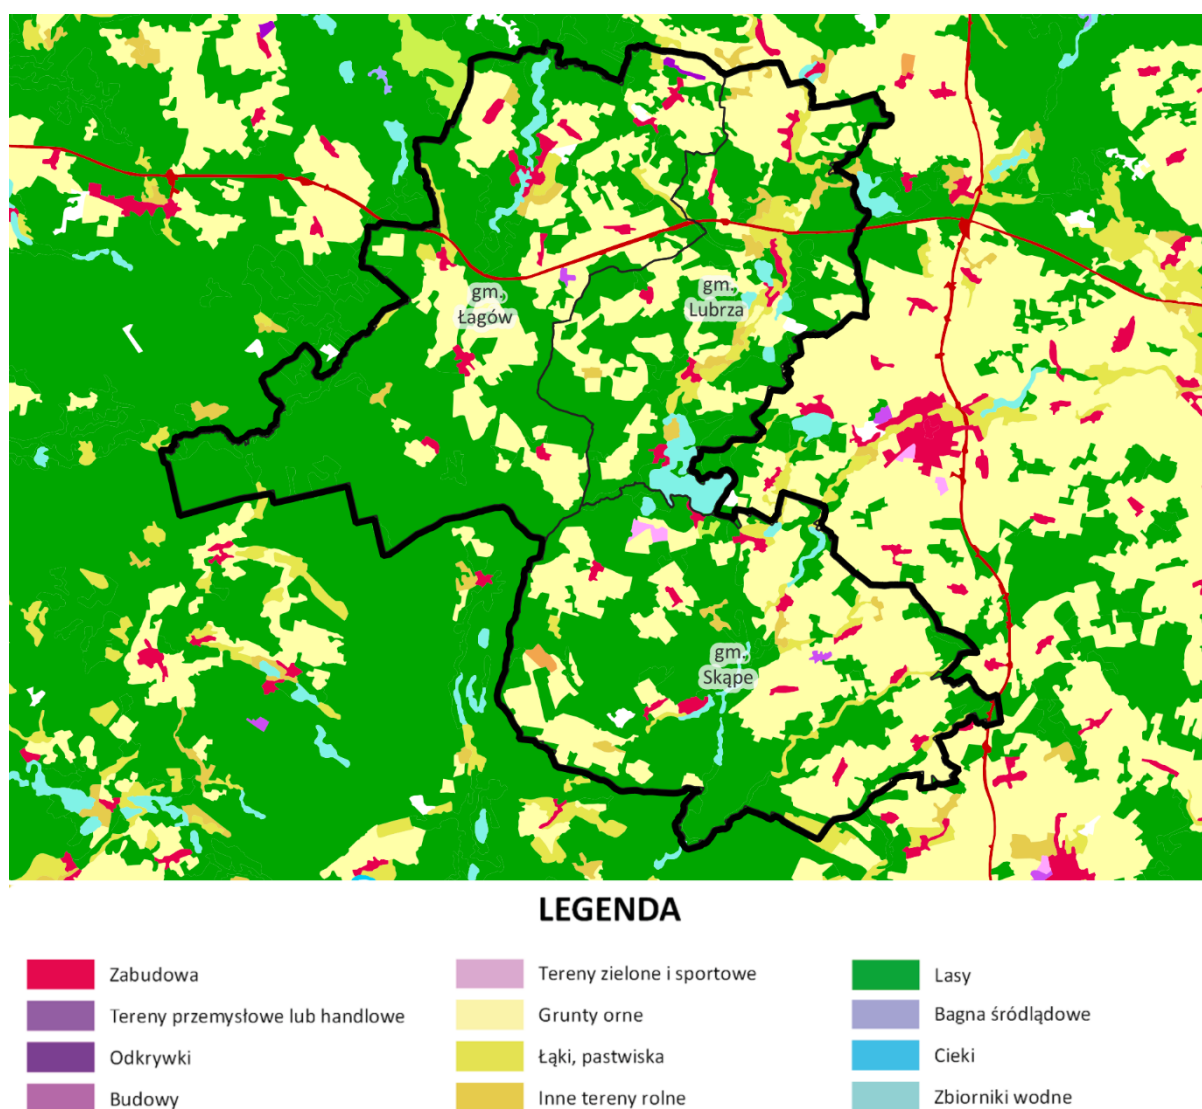 gm.
Łagów
gm.
Lubrza
gm.
Skąpe
LEGENDA
Zabudowa
Tereny przemysłowe lub handlowe
Odkrywki
Budowy
Tereny zielone i sportowe
Grunty orne
Łąki, pastwiska
Inne tereny rolne
Lasy
Bagna śródlądowe
Cieki
Zbiorniki wodne